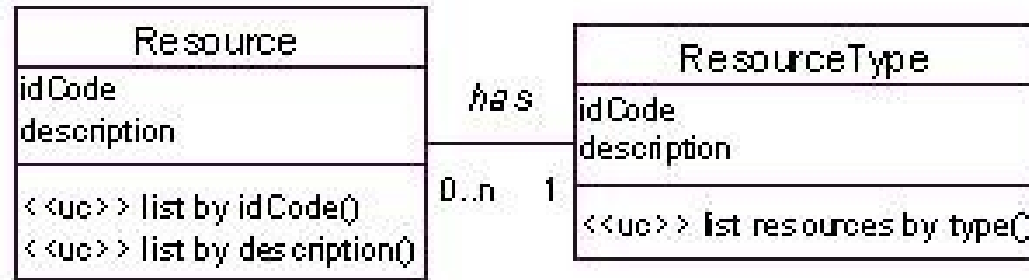 Resource
idCode
description
<<uc>> list by idCode()
<<uc>> list by description()
has
0..n 1
ResourceType
idCode
description
<<uc>> list resources by type()